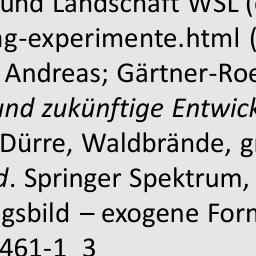 und Landschaft WSL (
ng-experimente.html (
Andreas; Gärtner-Roe
und zukünftige Entwick
Dürre, Waldbrände, g
d. Springer Spektrum,
gsbild – exogene Form
461-1_3